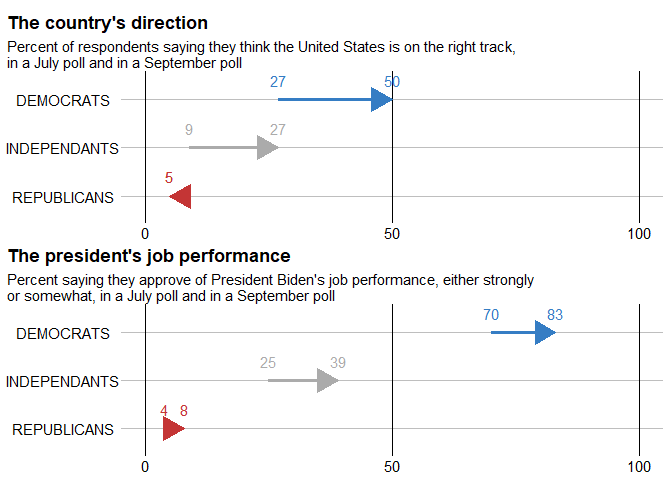 The country's direction
Percent of respondents saying they think the United States is on the right track,
in a July poll and in a September poll
27 50
DEMOCRATS
9 27
INDEPENDANTS
5
REPUBLICANS
0 50 100
The president's job performance
Percent saying they approve of President Biden's job performance, either strongly
or somewhat, in a July poll and in a September poll
70 83
DEMOCRATS
25 39
INDEPENDANTS
4 8
REPUBLICANS
0 50 100